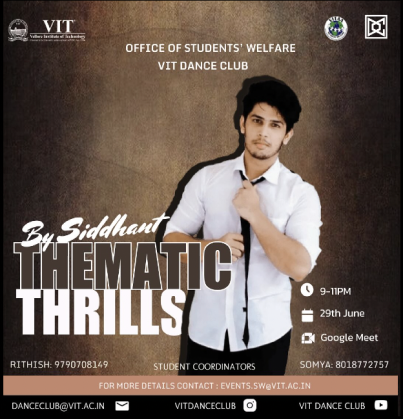 VIT
Vellore Institute of Technology
OFFICE OF STUDENTS' WELFARE
VIT DANCE CLUB
By Siddhant
THEMATIC
THRILLS
9-11PM
29th June
Google Meet
RITHISH: 9790708149
STUDENT COORDINATORS
SOMYA: 8018772757
FOR MORE DETAILS CONTACT : EVENTS.SW@VIT.AC.IN
DANCECLUB@VIT.AC.IN
VITDANCECLUB
VIT DANCE CLUB